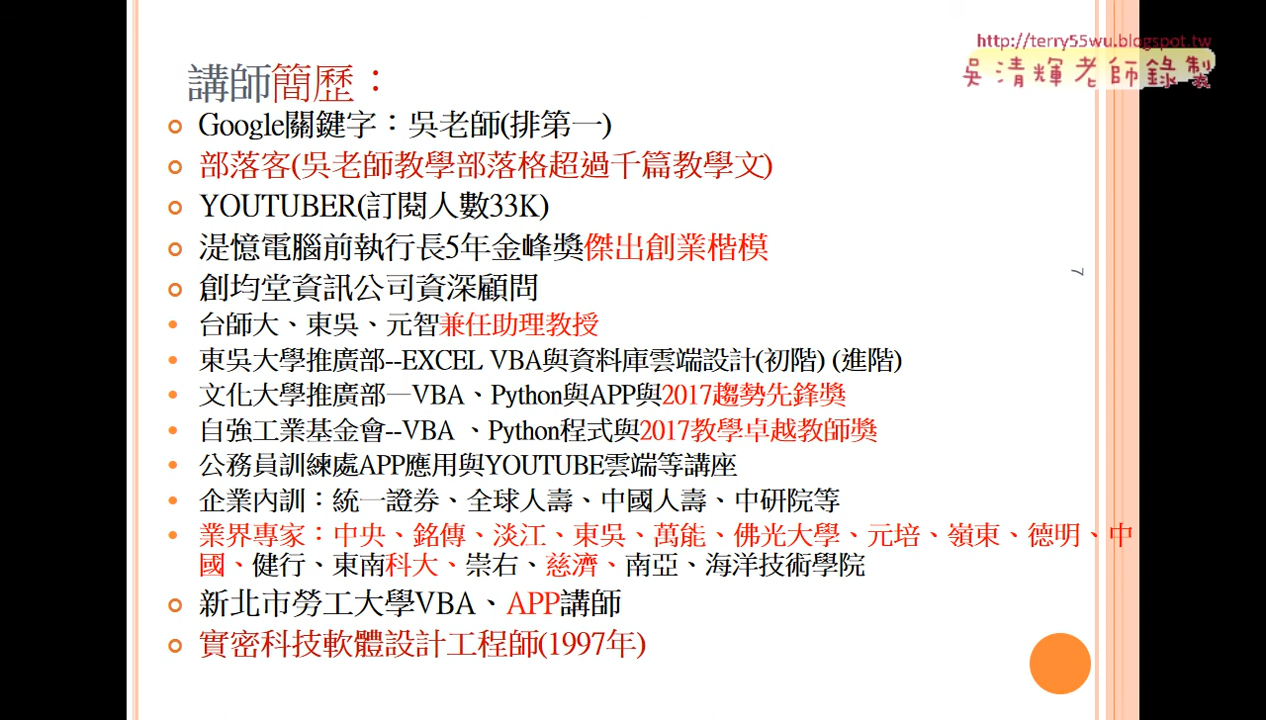 http://terry55wu.blogspot.tw
吳清輝老師錄製
講師簡歷：
Google關鍵字：吳老師(排第一)
部落客(吳老師教學部落格超過千篇教學文)
YOUTUBER(訂閱人數33K)
湜憶電腦前執行長5年金峰獎傑出創業楷模
創均堂資訊公司資深顧問
台師大、東吳、元智兼任助理教授
東吳大學推廣部--EXCEL VBA與資料庫雲端設計(初階) (進階)
文化大學推廣部—VBA、Python與APP與2017趨勢先鋒獎
自強工業基金會--VBA 、Python程式與2017教學卓越教師獎
公務員訓練處APP應用與YOUTUBE雲端等講座
企業內訓：統一證券、全球人壽、中國人壽、中研院等
業界專家：中央、銘傳、淡江、東吳、萬能、佛光大學、元培、嶺東、德明、中
國、健行、東南科大、崇右、慈濟、南亞、海洋技術學院
新北市勞工大學VBA、APP講師
實密科技軟體設計工程師(1997年)
7